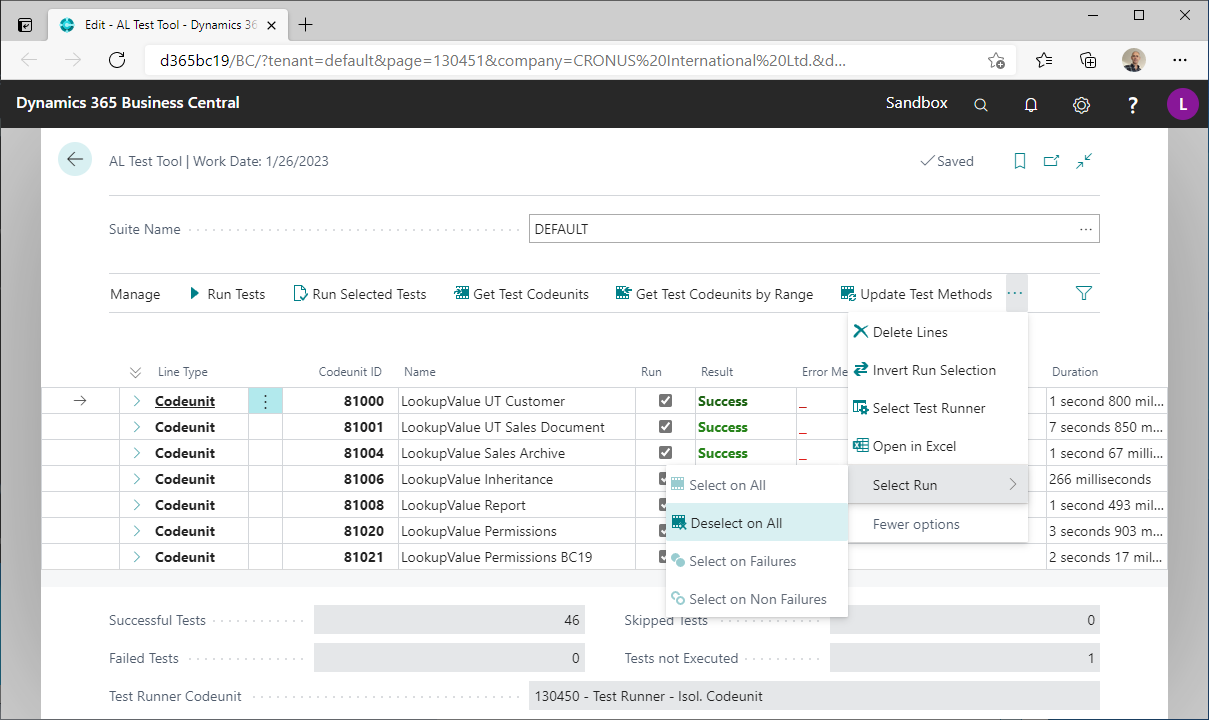 Edit - AL Test Tool - Dynamics 36
d365bc19/BC/?tenant=default&page=130451&company=CRONUS%20International%20Ltd.&d...
Dynamics 365 Business Central
Sandbox
?
L
AL Test Tool | Work Date: 1/26/2023
Saved
Suite Name
DEFAULT
Manage Run Tests Run Selected Tests Get Test Codeunits Get Test Codeunits by Range Update Test Methods
Delete Lines
Invert Run Selection
Select Test Runner
Open in Excel
Select Run
Fewer options
Select on All
Deselect on All
Select on Failures
Select on Non Failures
Line Type Codeunit ID Name Run Result Error Me Duration
Codeunit 81000 LookupValue UT Customer Success _ 1 second 800 mil...
Codeunit 81001 LookupValue UT Sales Document Success _ 7 seconds 850 m...
Codeunit 81004 LookupValue Sales Archive Success _ 1 second 67 milli...
Codeunit 81006 LookupValue Inheritance 266 milliseconds
Codeunit 81008 LookupValue Report 1 second 493 mil...
Codeunit 81020 LookupValue Permissions 3 seconds 903 m...
Codeunit 81021 LookupValue Permissions BC19 2 seconds 17 mil...
Successful Tests 46 Skipped Tests 0
Failed Tests 0 Tests not Executed 1
Test Runner Codeunit 130450 - Test Runner - Isol. Codeunit